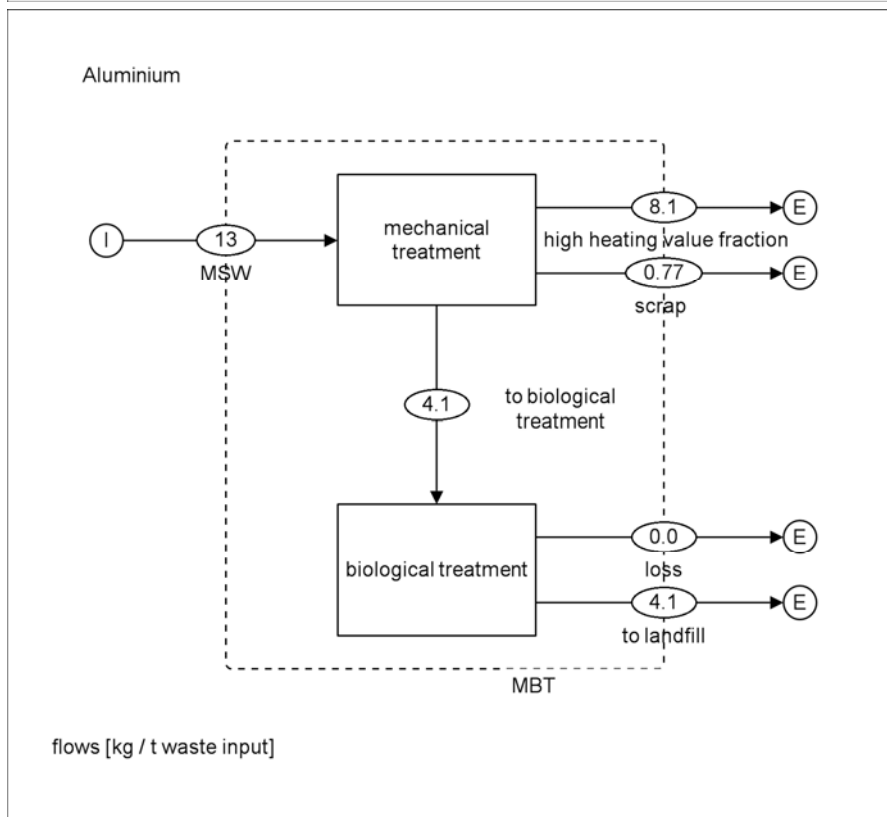 Aluminium
mechanical
treatment
8.1
I
13
high heating value fraction
E
MSW
0.77
E
scrap
4.1
to biological
treatment
biological treatment
0.0
E
loss
4.1
E
to landfill
MBT
flows [kg / t waste input]